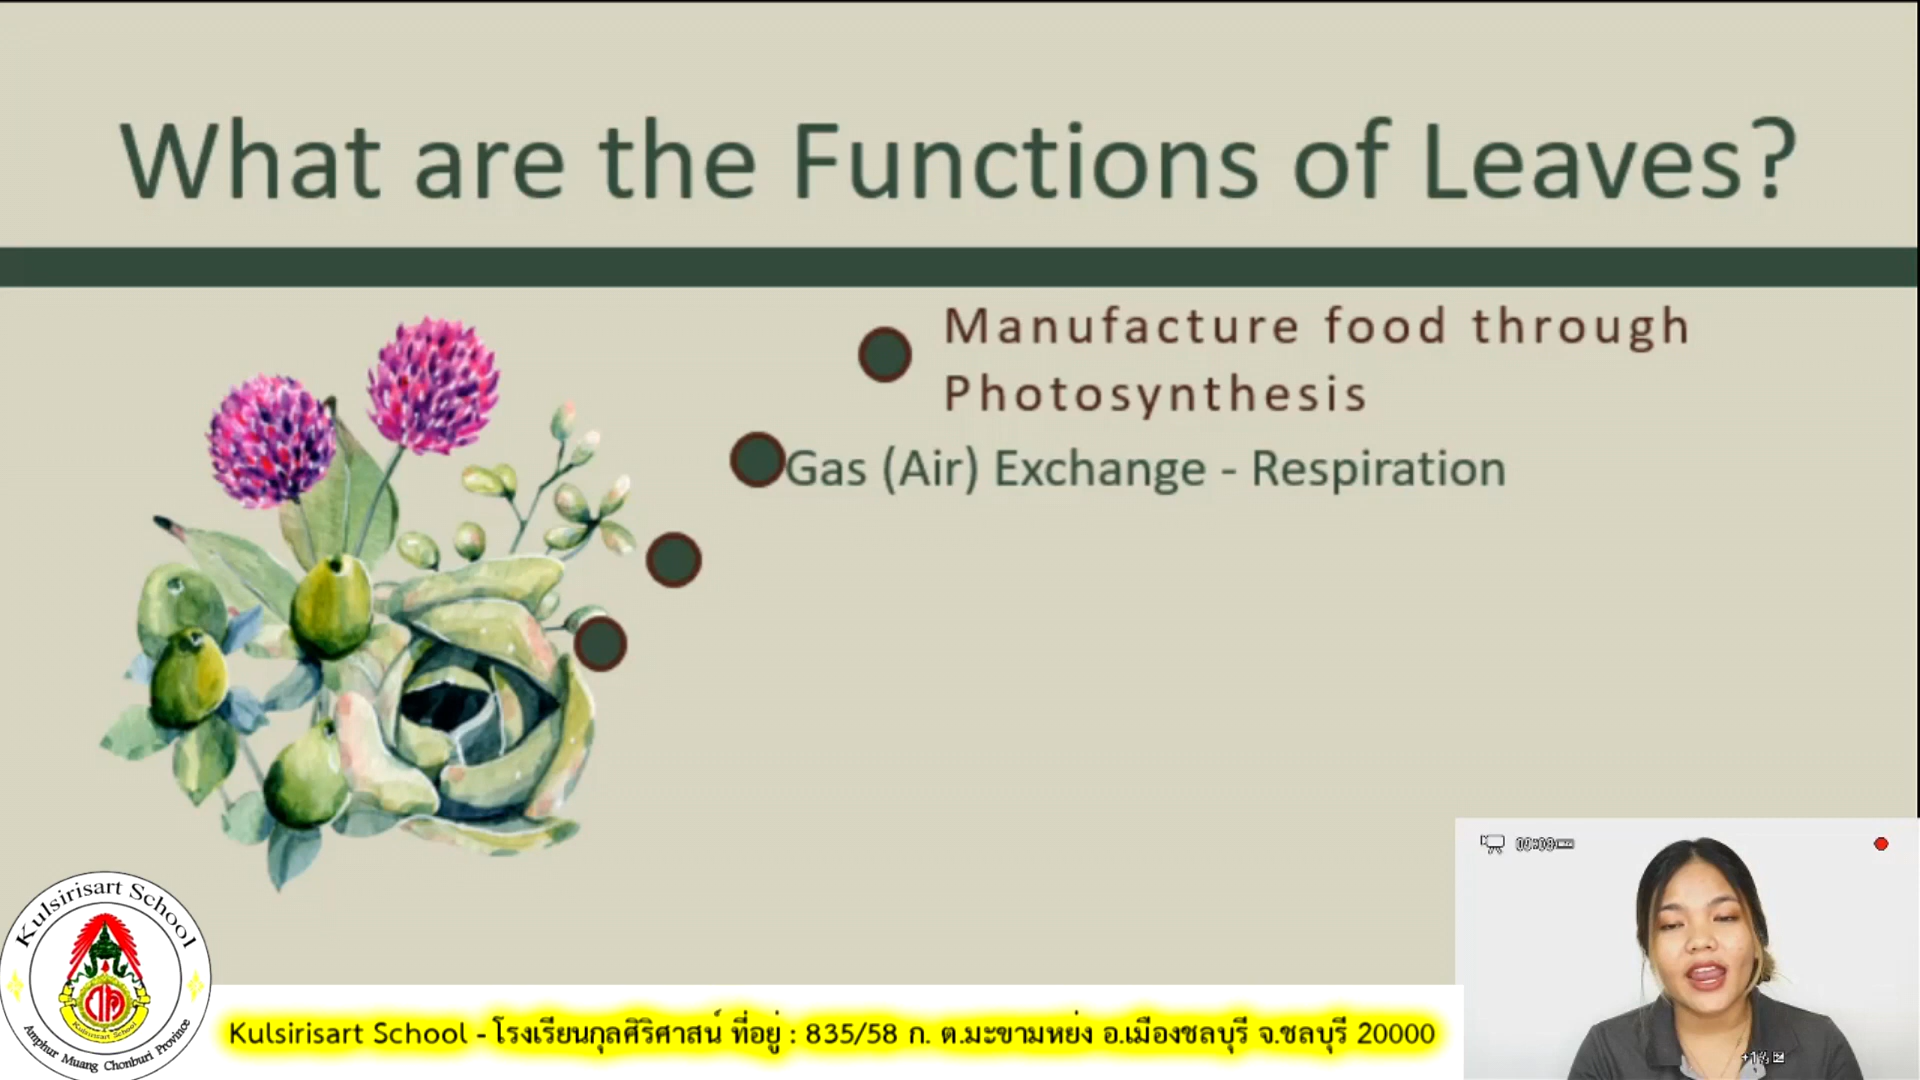 What are the Functions of Leaves?
Manufacture food through
Photosynthesis
Gas (Air) Exchange - Respiration
Kulsirisart School
Kulsirisart School
Amphur Muang Chonburi Province
Kulsirisart School - โรงเรียนกุลศิริศาสน์ ที่อยู่ : 835/58 ก. ต.มะขามหย่ง อ.เมืองชลบุรี จ.ชลบุรี 20000